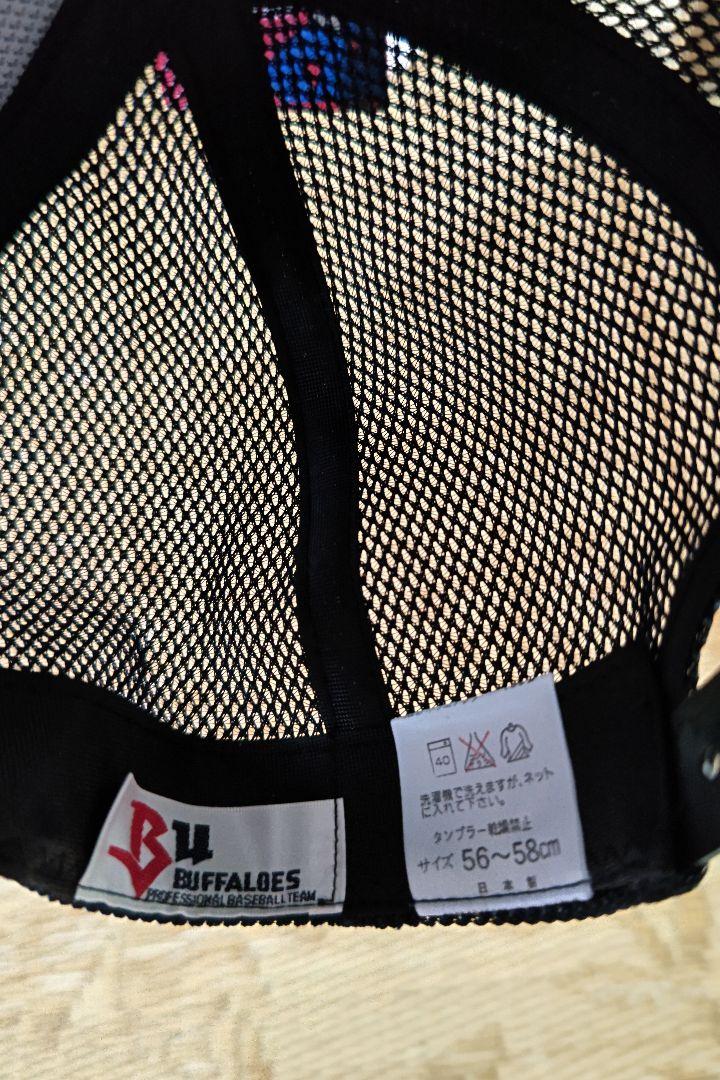 Bu
BUFFALOES
PROFESSIONAL BASEBALL TEAM
40
洗濯機で洗えますが、ネット
に入れて下さい。
タンブラー乾燥禁止
サイズ 56～58cm
日本製